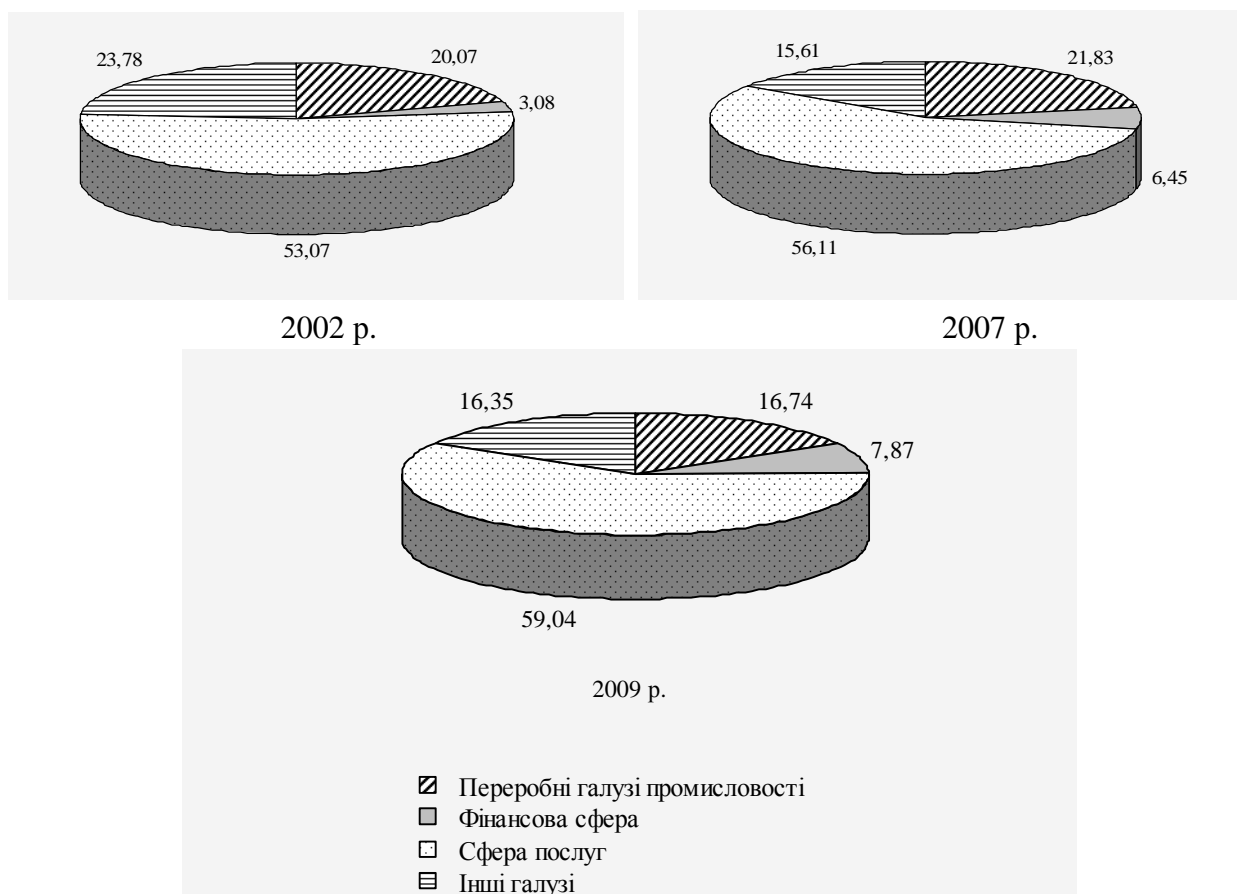 23,78
20,07
3,08
53,07
15,61
21,83
6,45
56,11
2002 р.
2007 р.
16,35
16,74
7,87
59,04
2009 р.
Переробні галузі промисловості
Фінансова сфера
Сфера послуг
Інші галузі